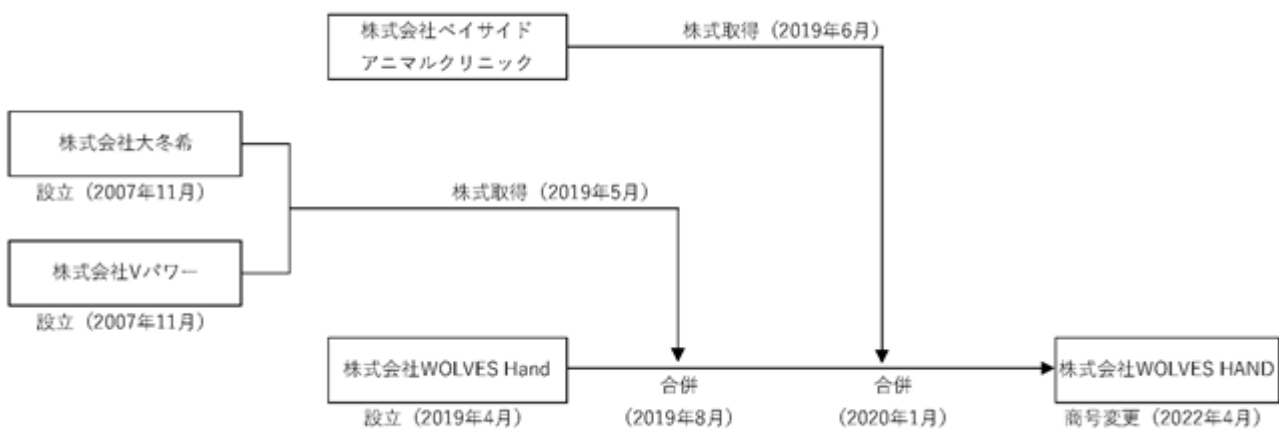 株式会社ベイサイド
アニマルクリニック
株式取得（2019年6月）
株式会社大冬希
設立（2007年11月）
株式取得（2019年5月）
株式会社Vパワー
設立（2007年11月）
株式会社WOLVES Hand
設立（2019年4月）
合併
（2019年8月）
合併
（2020年1月）
株式会社WOLVES HAND
商号変更（2022年4月）